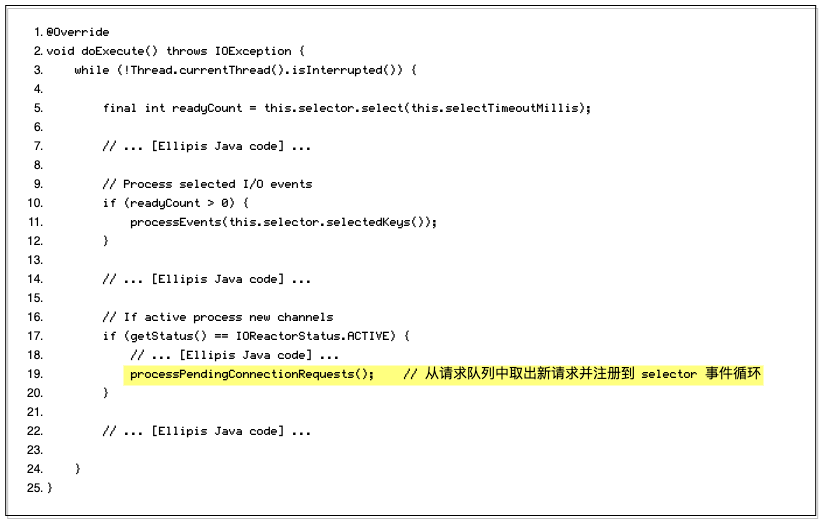 1. @Override
2. void doExecute() throws IOException {
3.     while (!Thread.currentThread().isInterrupted()) {
4.
5.         final int readyCount = this.selector.select(this.selectTimeoutMillis);
6.
7.         // ... [Ellipis Java code] ...
8.
9.         // Process selected I/O events
10.         if (readyCount > 0) {
11.             processEvents(this.selector.selectedKeys());
12.         }
13.
14.         // ... [Ellipis Java code] ...
15.
16.         // If active process new channels
17.         if (getStatus() == IOReactorStatus.ACTIVE) {
18.             // ... [Ellipis Java code] ...
19.             processPendingConnectionRequests();    // 从请求队列中取出新请求并注册到 selector 事件循环
20.         }
21.
22.         // ... [Ellipis Java code] ...
23.
24.     }
25. }